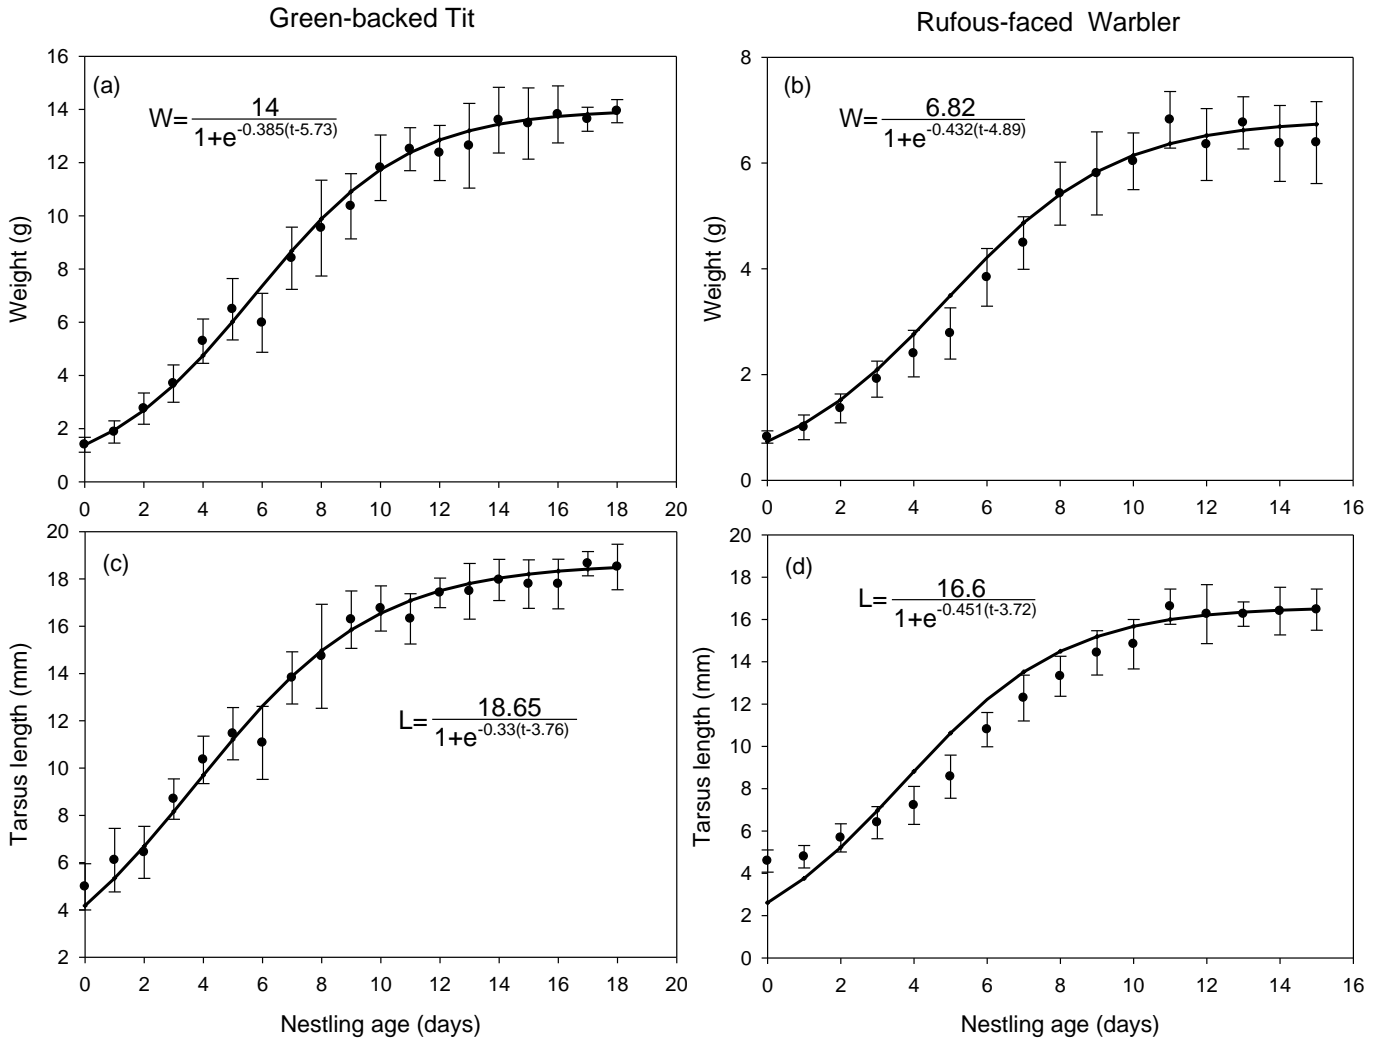 Green-backed Tit
Rufous-faced Warbler
(a)
W=14/1+e^-0.385(t-5.73)
Weight (g)
16
14
12
10
8
6
4
2
0
0 2 4 6 8 10 12 14 16 18 20
(b)
W=6.82/1+e^-0.432(t-4.89)
Weight (g)
8
6
4
2
0
0 2 4 6 8 10 12 14 16
(c)
L=18.65/1+e^-0.33(t-3.76)
Tarsus length (mm)
20
18
16
14
12
10
8
6
4
2
0 2 4 6 8 10 12 14 16 18 20
Nestling age (days)
(d)
L=16.6/1+e^-0.451(t-3.72)
Tarsus length (mm)
20
18
16
14
12
10
8
6
4
2
0
0 2 4 6 8 10 12 14 16
Nestling age (days)